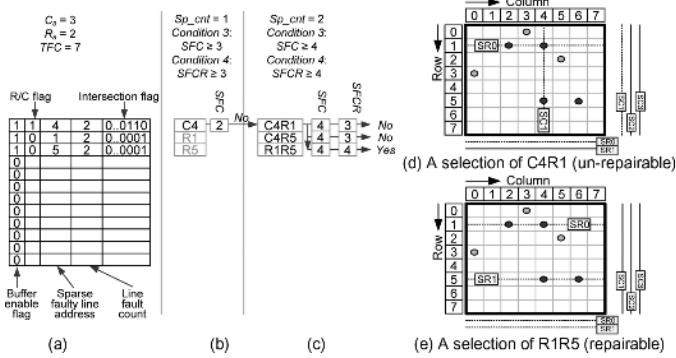 C_a = 3
R_a = 2
TFC = 7
R/C flag
Intersection flag
1 1 4 2 0..0110
1 0 1 2 0..0001
1 0 5 2 0..0001
0
0
0
0
0
0
0
0
Buffer enable flag
Sparse faulty line address
Line fault count
(a)
Sp_cnt = 1
Condition 3:
SFC ≥ 3
Condition 4:
SFCR ≥ 3
SFC
C4 2 No
R1
R5
(b)
Sp_cnt = 2
Condition 3:
SFC ≥ 4
Condition 4:
SFCR ≥ 4
SFC
SFCR
C4R1 4 3 No
C4R5 4 3 No
R1R5 4 4 Yes
(c)
Column
0 1 2 3 4 5 6 7
Row
0
1
2
3
4
5
6
7
SR0
SC1
SR0
SR1
(d) A selection of C4R1 (un-repairable)
Column
0 1 2 3 4 5 6 7
Row
0
1
2
3
4
5
6
7
SR0
SR1
SR0
SR1
(e) A selection of R1R5 (repairable)